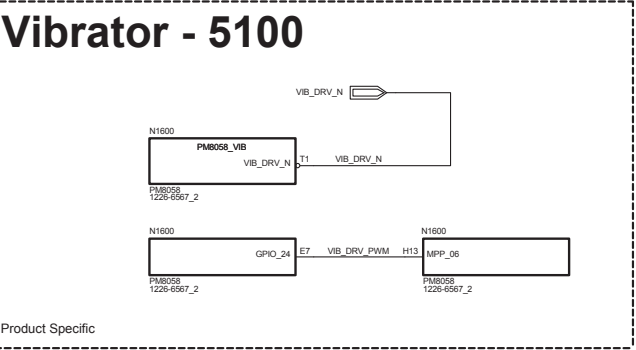 Vibrator - 5100
VIB_DRV_N
N1600
PM8058_VIB
VIB_DRV_N T1 VIB_DRV_N
PM8058
1226-6567_2
N1600 N1600
GPIO_24 E7 VIB_DRV_PWM H13 MPP_06
PM8058 PM8058
1226-6567_2 1226-6567_2
Product Specific